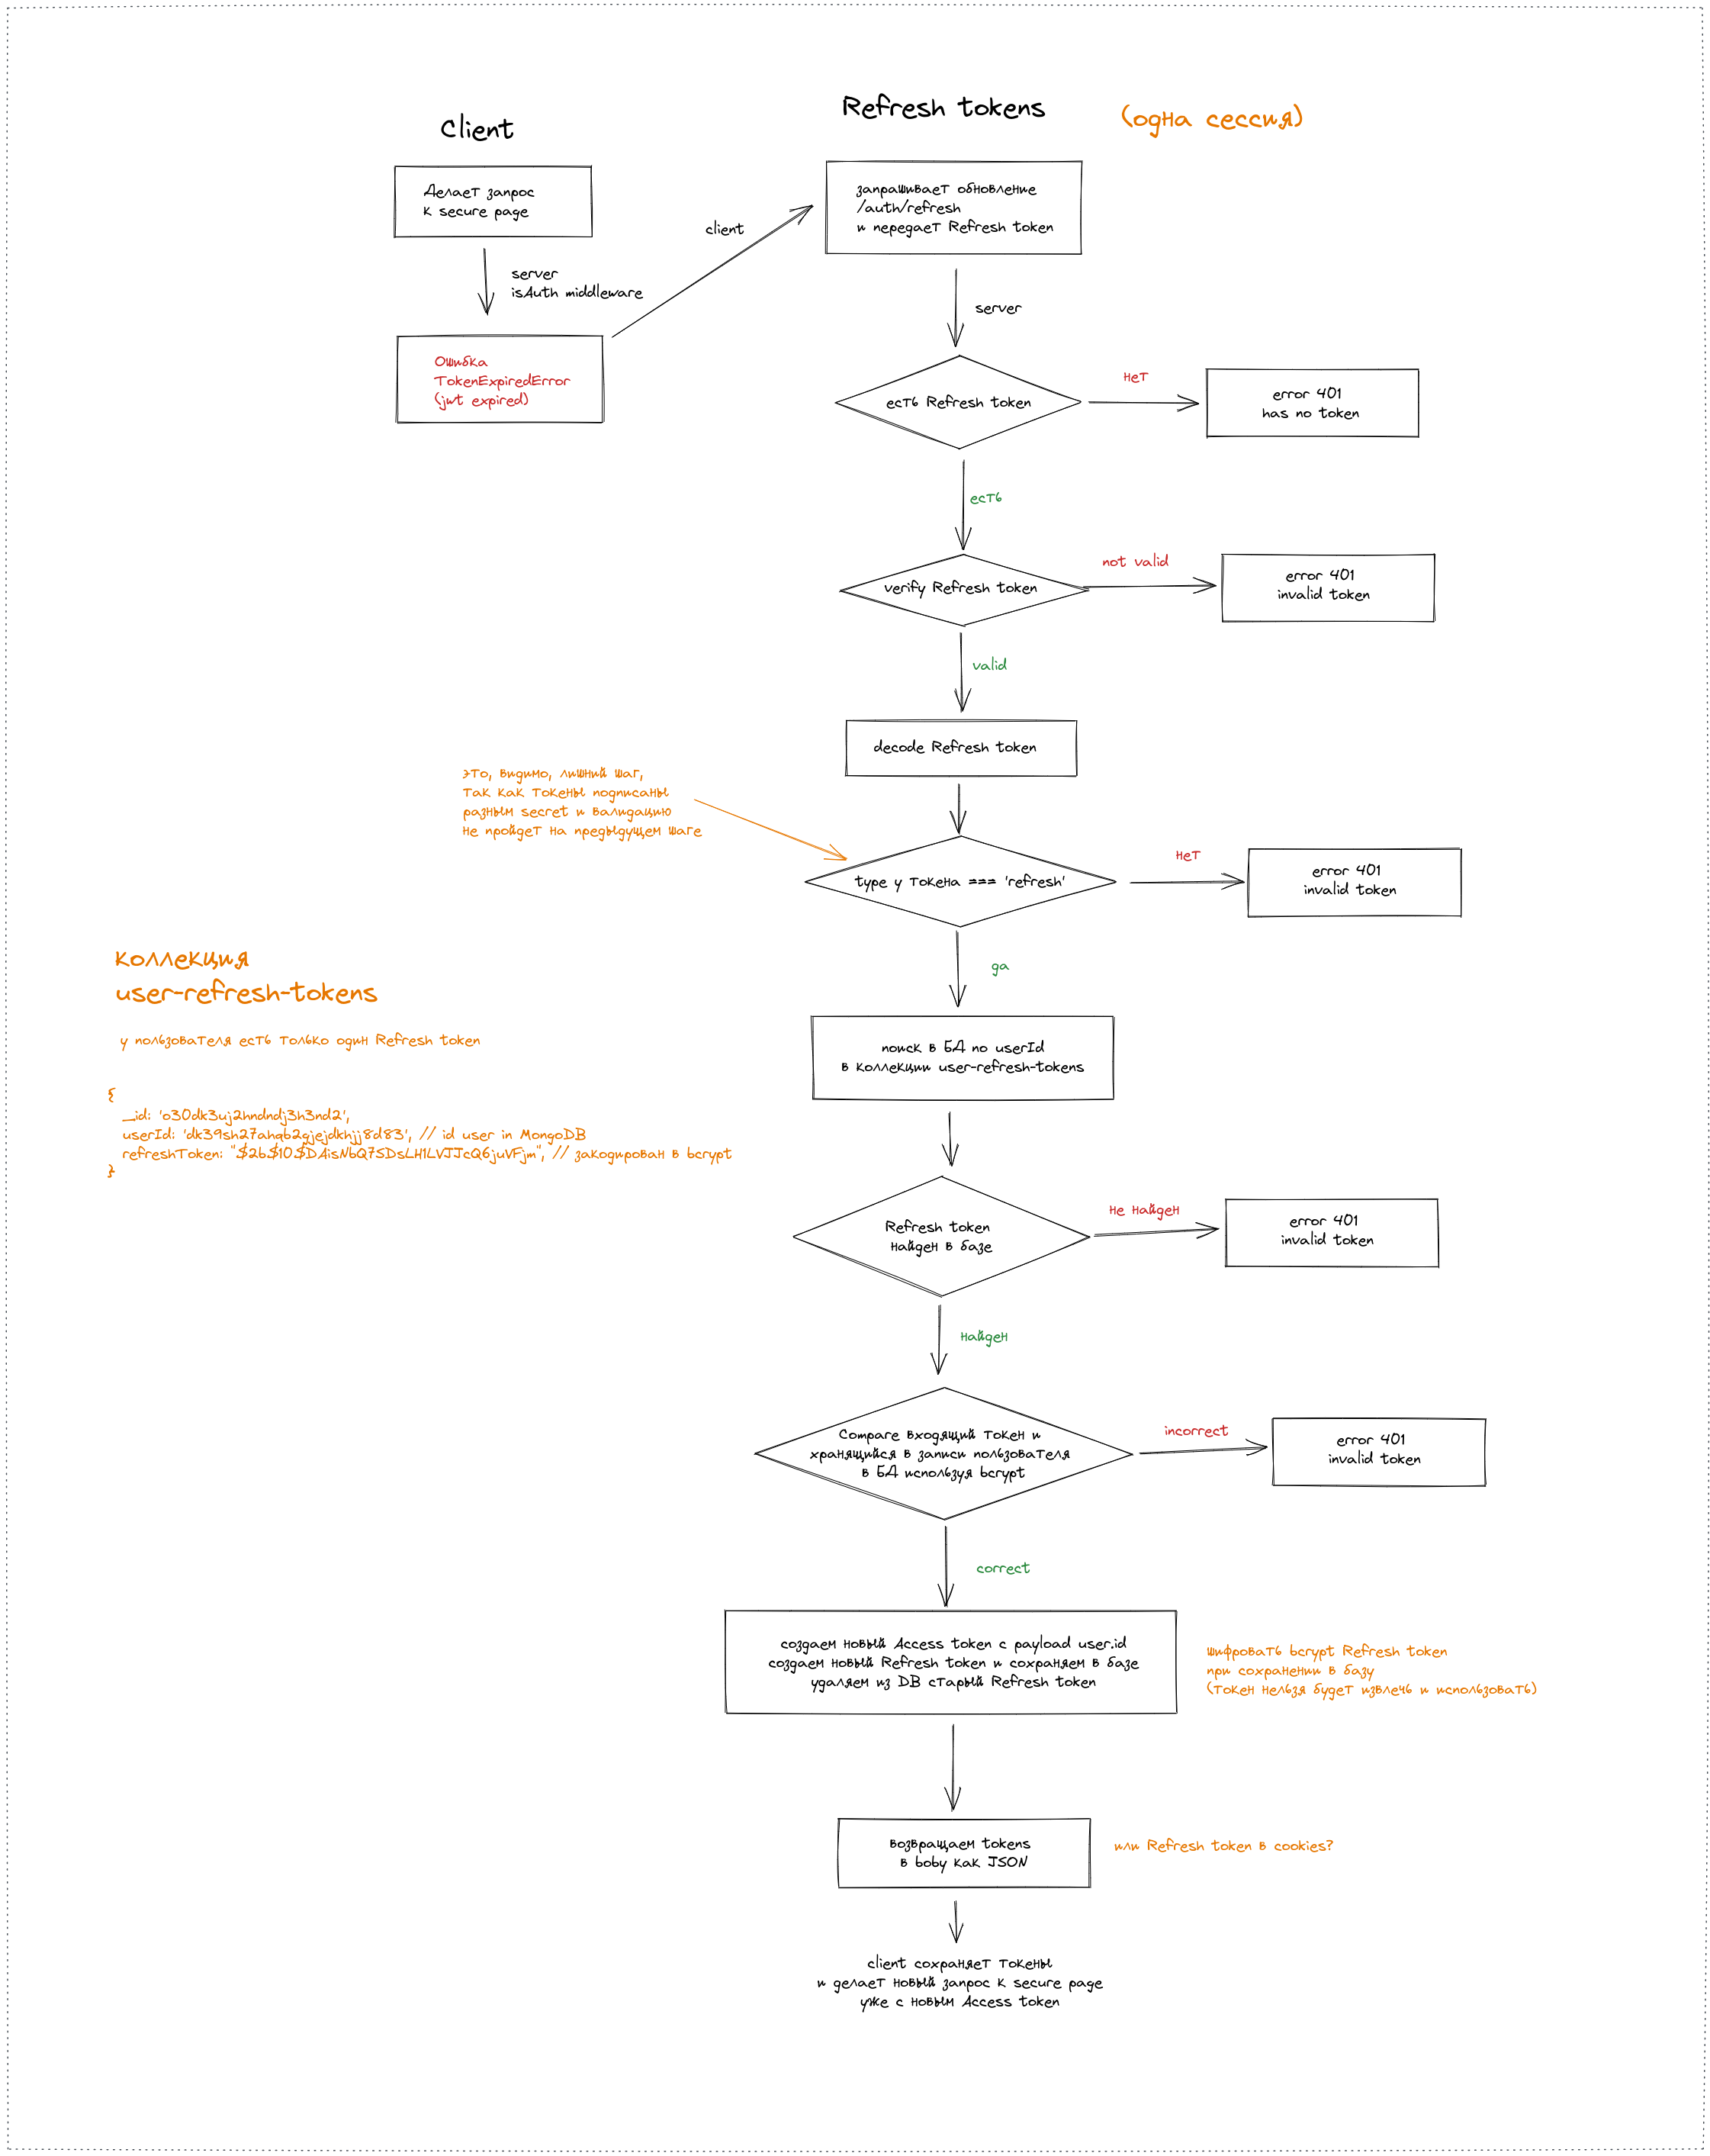 Client
Делает запрос
к secure page
server
isAuth middleware
Ошибка
TokenExpiredError
(jwt expired)
client
Refresh tokens
(одна сессия)
запрашивает обновление
/auth/refresh
и передает Refresh token
server
есть Refresh token
нет
error 401
has no token
есть
verify Refresh token
not valid
error 401
invalid token
valid
decode Refresh token
это, видимо, лишний шаг,
так как токены подписаны
разным secret и валидацию
не пройдет на предыдущем шаге
type у токена === 'refresh'
нет
error 401
invalid token
да
коллекция
user-refresh-tokens
у пользователя есть только один Refresh token
{
_id: 'o30dk3uj2hndndj3h3nd2',
userId: 'dk39sh27ahqb2gjejdkhjj8d83', // id user in MongoDB
refreshToken: "$2b$10$DAisNbQ7SDsLH1LVJJcQ6juVFjm", // закодирован в bcrypt
}
поиск в БД по userId
в коллекции user-refresh-tokens
Refresh token
найден в базе
не найден
error 401
invalid token
найден
Compare входящий токен и
хранящийся в записи пользователя
в БД используя bcrypt
incorrect
error 401
invalid token
correct
создаем новый Access token с payload user.id
создаем новый Refresh token и сохраняем в базе
удаляем из DB старый Refresh token
шифровать bcrypt Refresh token
при сохранении в базу
(токен нельзя будет извлечь и использовать)
возвращаем tokens
в boby как JSON
или Refresh token в cookies?
client сохраняет токены
и делает новый запрос к secure page
уже с новым Access token